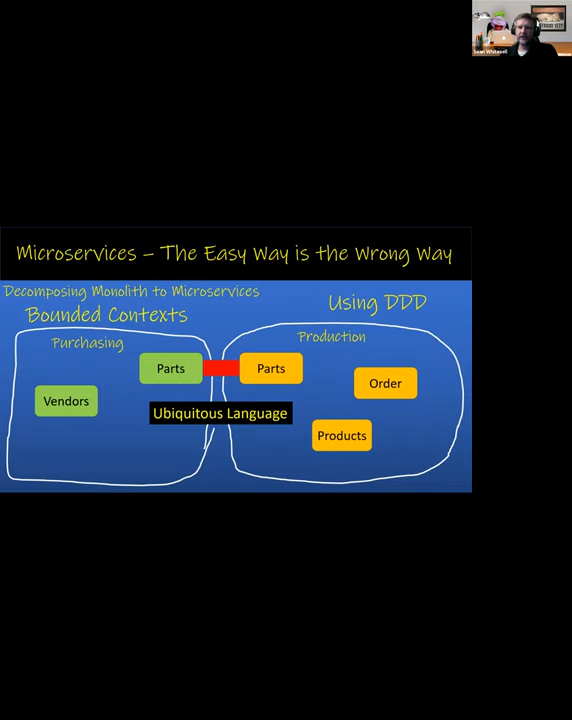 Sean Whitesell
Microservices – The Easy Way is the Wrong Way
Decomposing Monolith to Microservices
Using DDD
Bounded Contexts
Purchasing
Production
Parts
Parts
Order
Vendors
Ubiquitous Language
Products